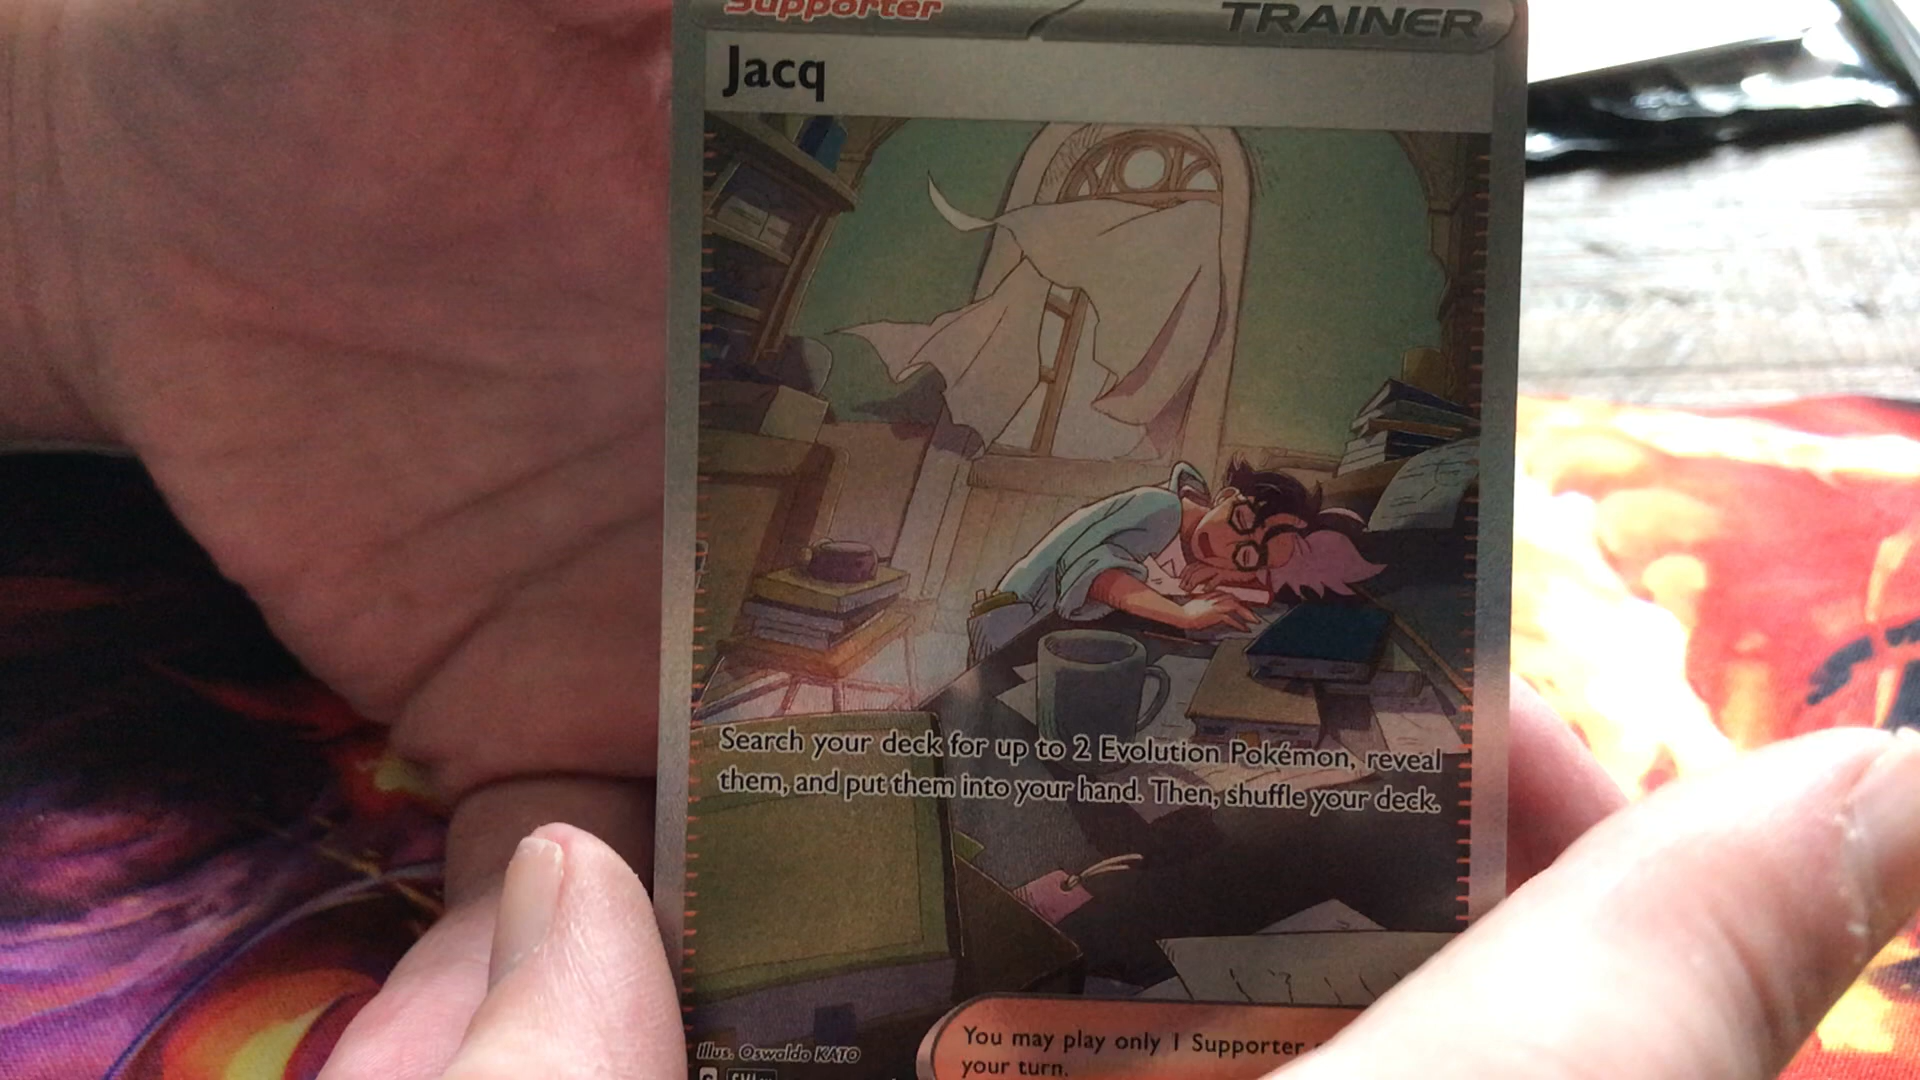 Supporter
TRAINER
Jacq
Search your deck for up to 2 Evolution Pokémon, reveal
them, and put them into your hand. Then, shuffle your deck.
You may play only 1 Supporter
your turn.
Illus. Oswaldo KATO
G